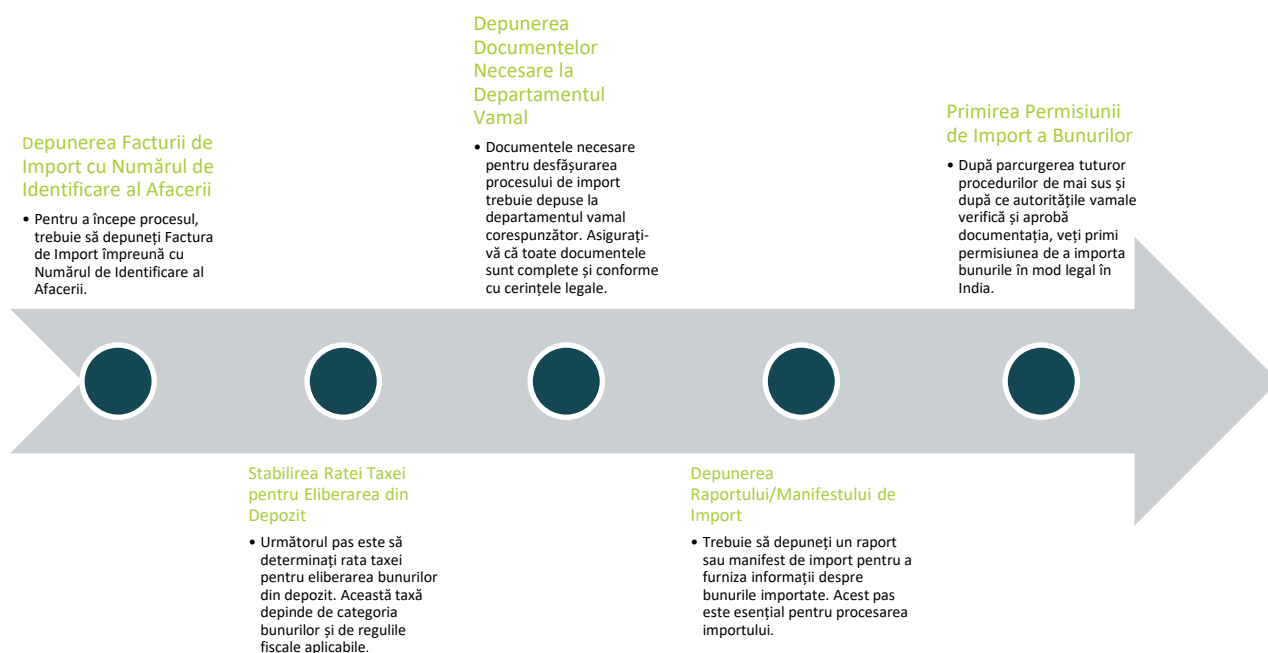 Depunerea Facturii de
Import cu Numărul de
Identificare al Afacerii
• Pentru a începe procesul,
trebuie să depuneți Factura
de Import împreună cu
Numărul de Identificare al
Afacerii.
Stabilirea Ratei Taxei
pentru Eliberarea din
Depozit
• Următorul pas este să
determinați rata taxei
pentru eliberarea bunurilor
din depozit. Această taxă
depinde de categoria
bunurilor și de regulile
fiscale aplicabile.
Depunerea
Documentelor
Necesare la
Departamentul
Vamal
• Documentele necesare
pentru desfășurarea
procesului de import
trebuie depuse la
departamentul vamal
corespunzător. Asigurați-
vă că toate documentele
sunt complete și conforme
cu cerințele legale.
Depunerea
Raportului/Manifestului de
Import
• Trebuie să depuneți un raport
sau manifest de import pentru a
furniza informații despre
bunurile importate. Acest pas
este esențial pentru procesarea
importului.
Primirea Permisiunii
de Import a Bunurilor
• După parcurgerea tuturor
procedurilor de mai sus și
după ce autoritățile vamale
verifică și aprobă
documentația, veți primi
permisiunea de a importa
bunurile în mod legal în
India.